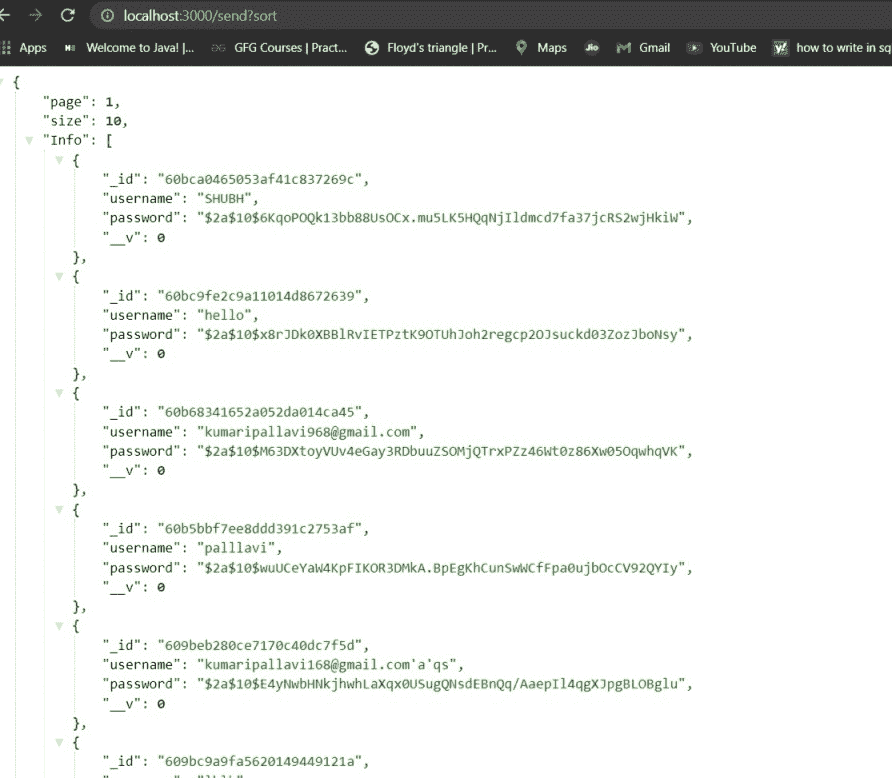 localhost:3000/send?sort
Apps Welcome to Java! |... GFG Courses | Pract... Floyd's triangle | Pr... Maps Jio Gmail YouTube how to write in sq
{
"page": 1,
"size": 10,
"Info": [
{
"_id": "60bca0465053af41c837269c",
"username": "SHUBH",
"password": "$2a$10$6KqoPOQk13bb88UsOCx.mu5LK5HQqNjIldmcd7fa37jcRS2wjHkiW",
"__v": 0
},
{
"_id": "60bc9fe2c9a11014d8672639",
"username": "hello",
"password": "$2a$10$x8rJDk0XBBlRvIETPztK9OTUhJoh2regcp2OJsuckd03ZozJboNsy",
"__v": 0
},
{
"_id": "60b68341652a052da014ca45",
"username": "kumaripallavi968@gmail.com",
"password": "$2a$10$M63DXtoyVUv4eGay3RDbuuZSOMjQTrxPZz46Wt0z86Xw05OqwhqVK",
"__v": 0
},
{
"_id": "60b5bbf7ee8ddd391c2753af",
"username": "palllavi",
"password": "$2a$10$wuUCeYaW4KpFIKOR3DMkA.BpEgKhCunSwWCfFpa0ujbOcCV92QYIy",
"__v": 0
},
{
"_id": "609beb280ce7170c40dc7f5d",
"username": "kumaripallavi168@gmail.com'a'qs",
"password": "$2a$10$E4yNwbHNkjhwhLaXqx0USugQNsdEBnQq/AaepIl4qgXJpgBLOBglu",
"__v": 0
},
{
"_id": "609bc9a9fa5620149449121a",